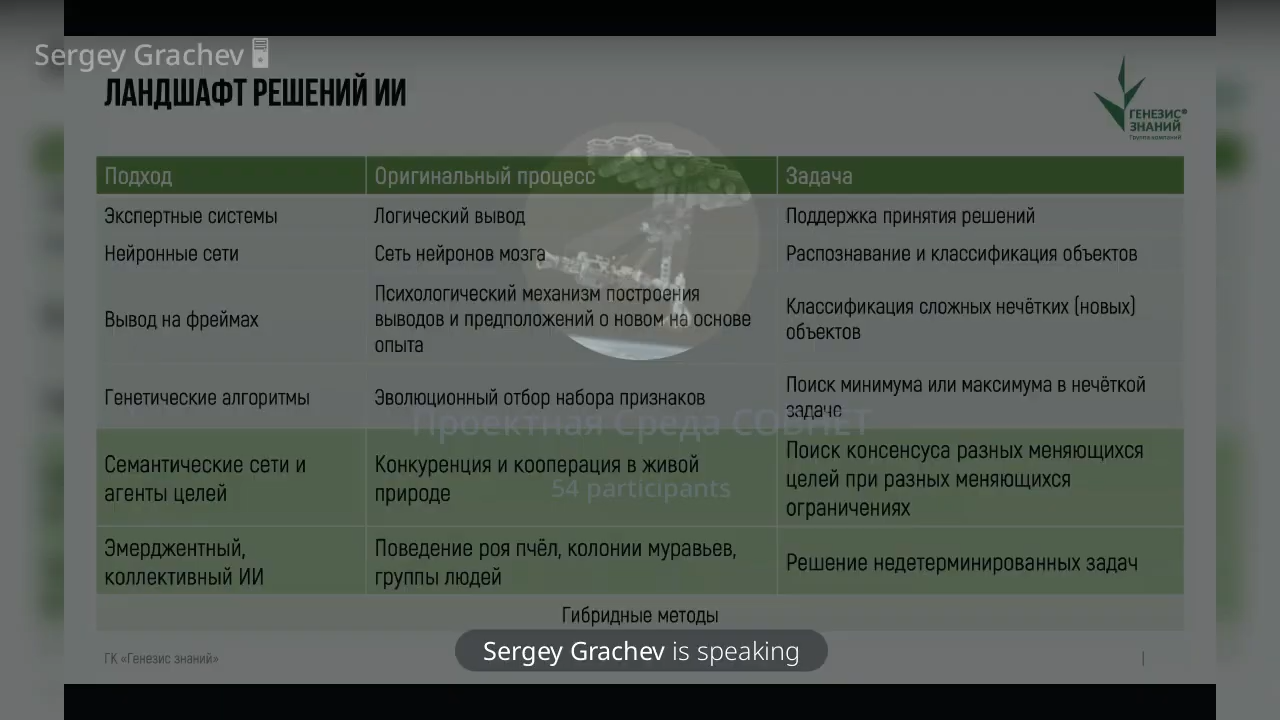 Sergey Grachev
ЛАНДШАФТ РЕШЕНИЙ ИИ
ГЕНЕЗИС®
ЗНАНИЙ
Группа компаний
Подход
Оригинальный процесс
Задача
Экспертные системы
Логический вывод
Поддержка принятия решений
Нейронные сети
Сеть нейронов мозга
Распознавание и классификация объектов
Вывод на фреймах
Психологический механизм построения
выводов и предположений о новом на основе
опыта
Классификация сложных нечётких (новых)
объектов
Генетические алгоритмы
Эволюционный отбор набора признаков
Поиск минимума или максимума в нечёткой
задаче
Проектная Среда СОВНЕТ
54 participants
Семантические сети и
агенты целей
Конкуренция и кооперация в живой
природе
Поиск консенсуса разных меняющихся
целей при разных меняющихся
ограничениях
Эмерджентный,
коллективный ИИ
Поведение роя пчёл, колонии муравьев,
группы людей
Решение недетерминированных задач
Гибридные методы
Sergey Grachev is speaking
ГК «Генезис знаний»